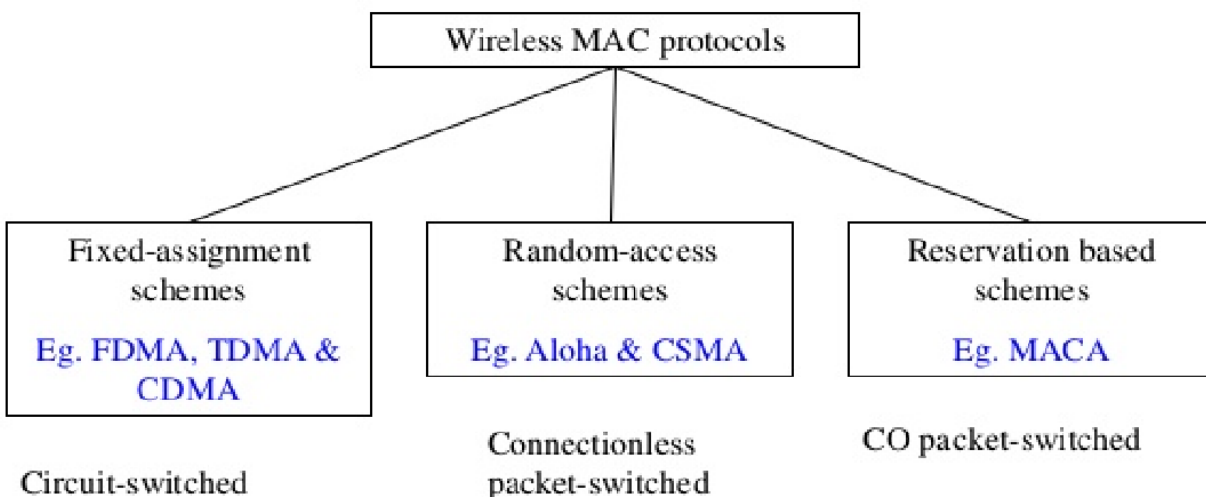 Wireless MAC protocols
Fixed-assignment
schemes
Eg. FDMA, TDMA &
CDMA
Circuit-switched
Random-access
schemes
Eg. Aloha & CSMA
Connectionless
packet-switched
Reservation based
schemes
Eg. MACA
CO packet-switched